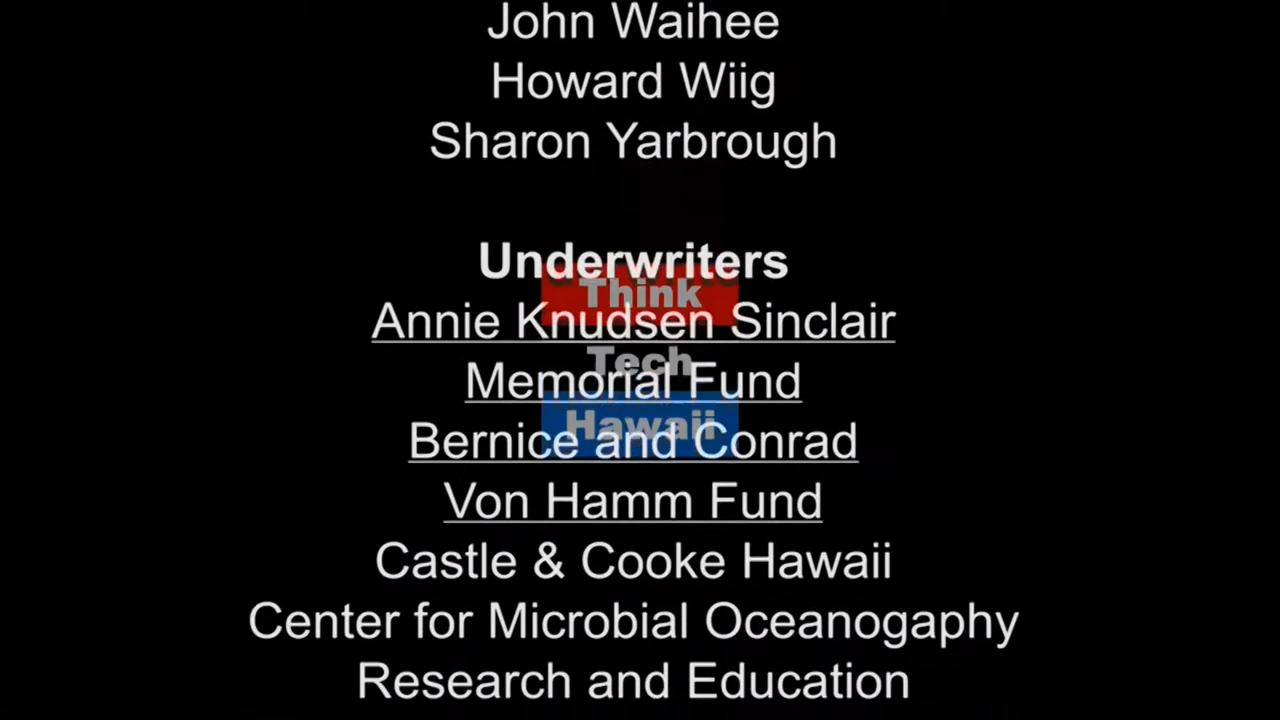 John Waihee
Howard Wiig
Sharon Yarbrough
Underwriters
Think
Annie Knudsen Sinclair
Tech
Memorial Fund
Hawaii
Bernice and Conrad
Von Hamm Fund
Castle & Cooke Hawaii
Center for Microbial Oceanogaphy
Research and Education